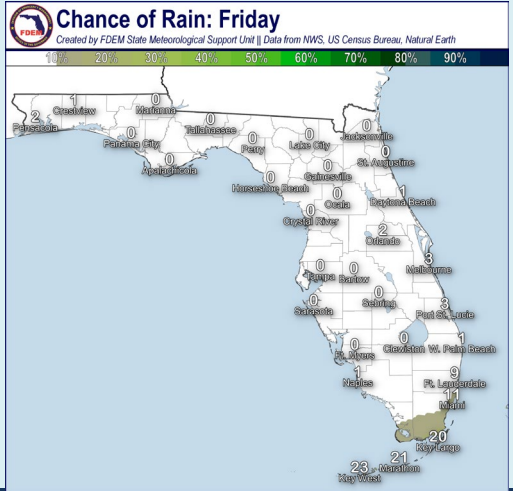 FDEM
Chance of Rain: Friday
Created by FDEM State Meteorological Support Unit || Data from NWS, US Census Bureau, Natural Earth
10% 20% 30% 40% 50% 60% 70% 80% 90%
2
Pensacola
1
Crestview
0
Marianna
0
Panama City
0
Apalachicola
0
Tallahassee
0
Perry
0
Lake City
0
Jacksonville
0
St. Augustine
0
Gainesville
0
Horseshoe Beach
0
Ocala
1
Daytona Beach
0
Crystal River
2
Orlando
3
Melbourne
0
Tampa
0
Bartow
0
Sebring
0
Sarasota
3
Port St. Lucie
0
Ft. Myers
0
Clewiston
1
W. Palm Beach
1
Naples
9
Ft. Lauderdale
11
Miami
20
Key Largo
21
Marathon
23
Key West